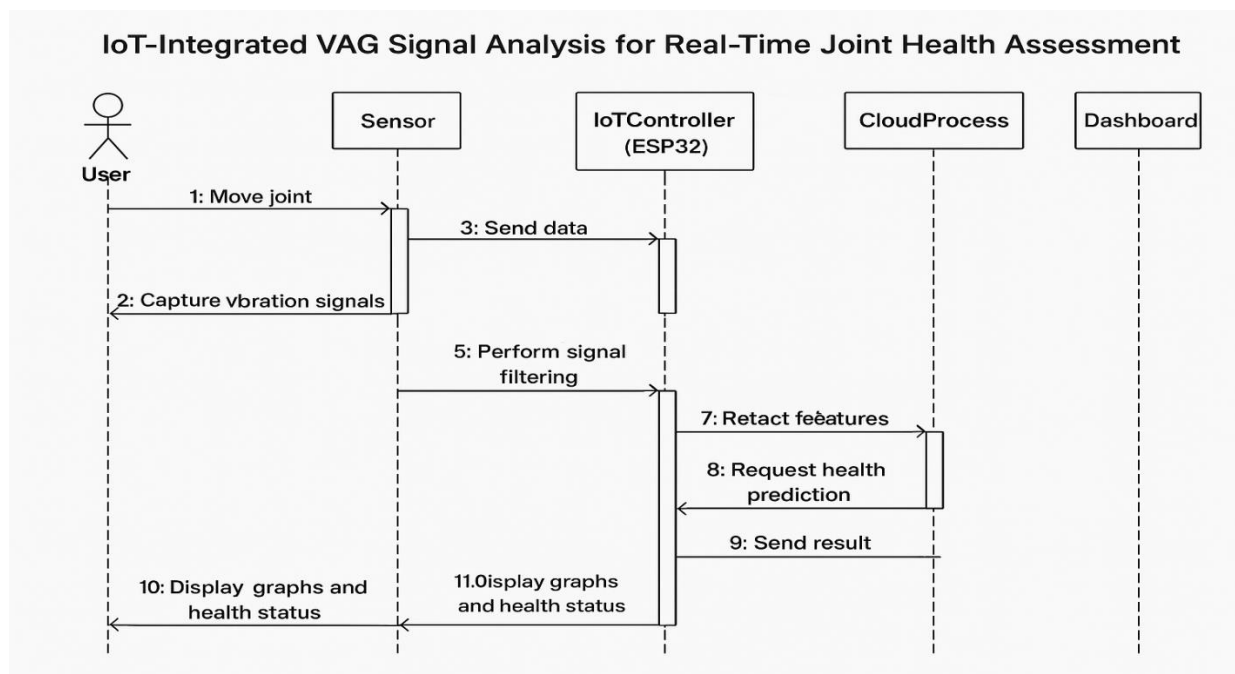 IoT-Integrated VAG Signal Analysis for Real-Time Joint Health Assessment
User
Sensor
IoTController
(ESP32)
CloudProcess
Dashboard
1: Move joint
3: Send data
2: Capture vbration signals
5: Perform signal
filtering
7: Retact feèatures
8: Request health
prediction
9: Send result
10: Display graphs and
health status
11.0isplay graphs
and health status